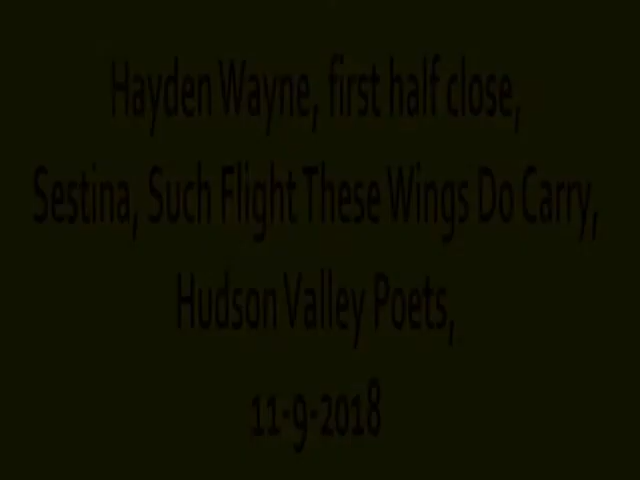 Hayden Wayne, first half close,
Sestina, Such Flight These Wings Do Carry,
Hudson Valley Poets,
11-9-2018